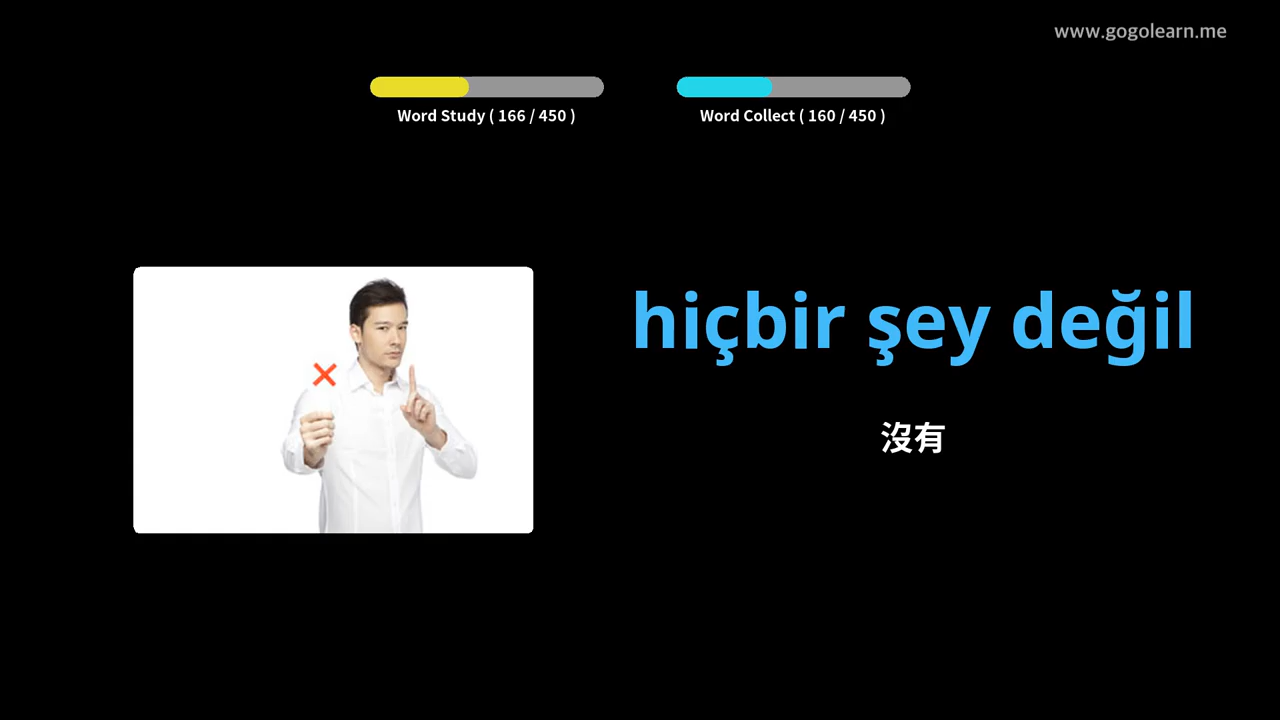 www.gogolearn.me
Word Study ( 166 / 450 )
Word Collect ( 160 / 450 )
hiçbir şey değil
沒有